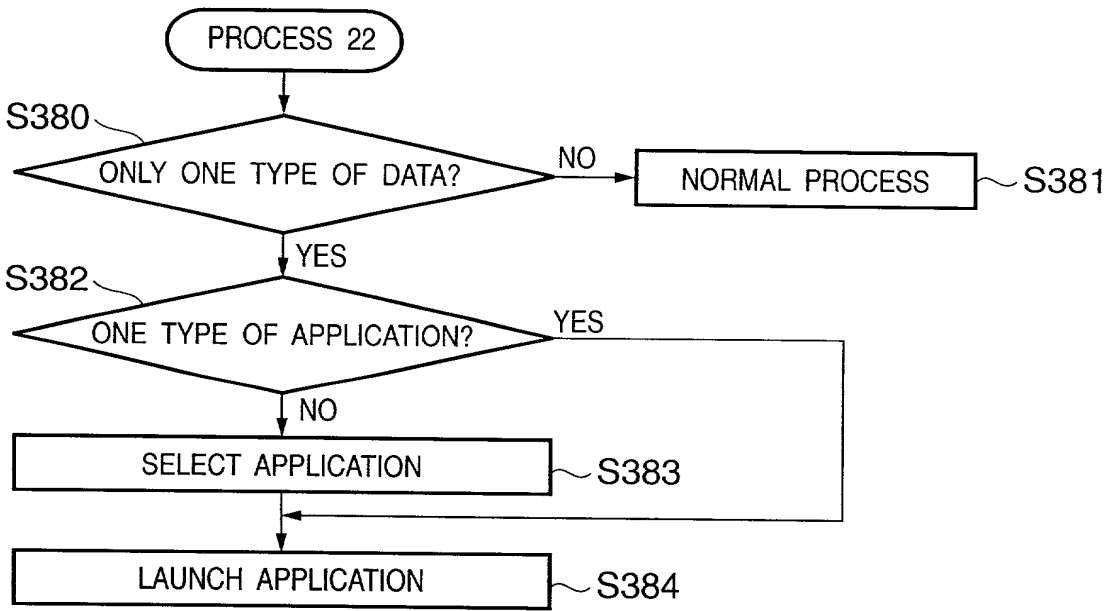 PROCESS 22
S380
ONLY ONE TYPE OF DATA?
NO
NORMAL PROCESS
S381
YES
S382
ONE TYPE OF APPLICATION?
YES
NO
SELECT APPLICATION
S383
LAUNCH APPLICATION
S384